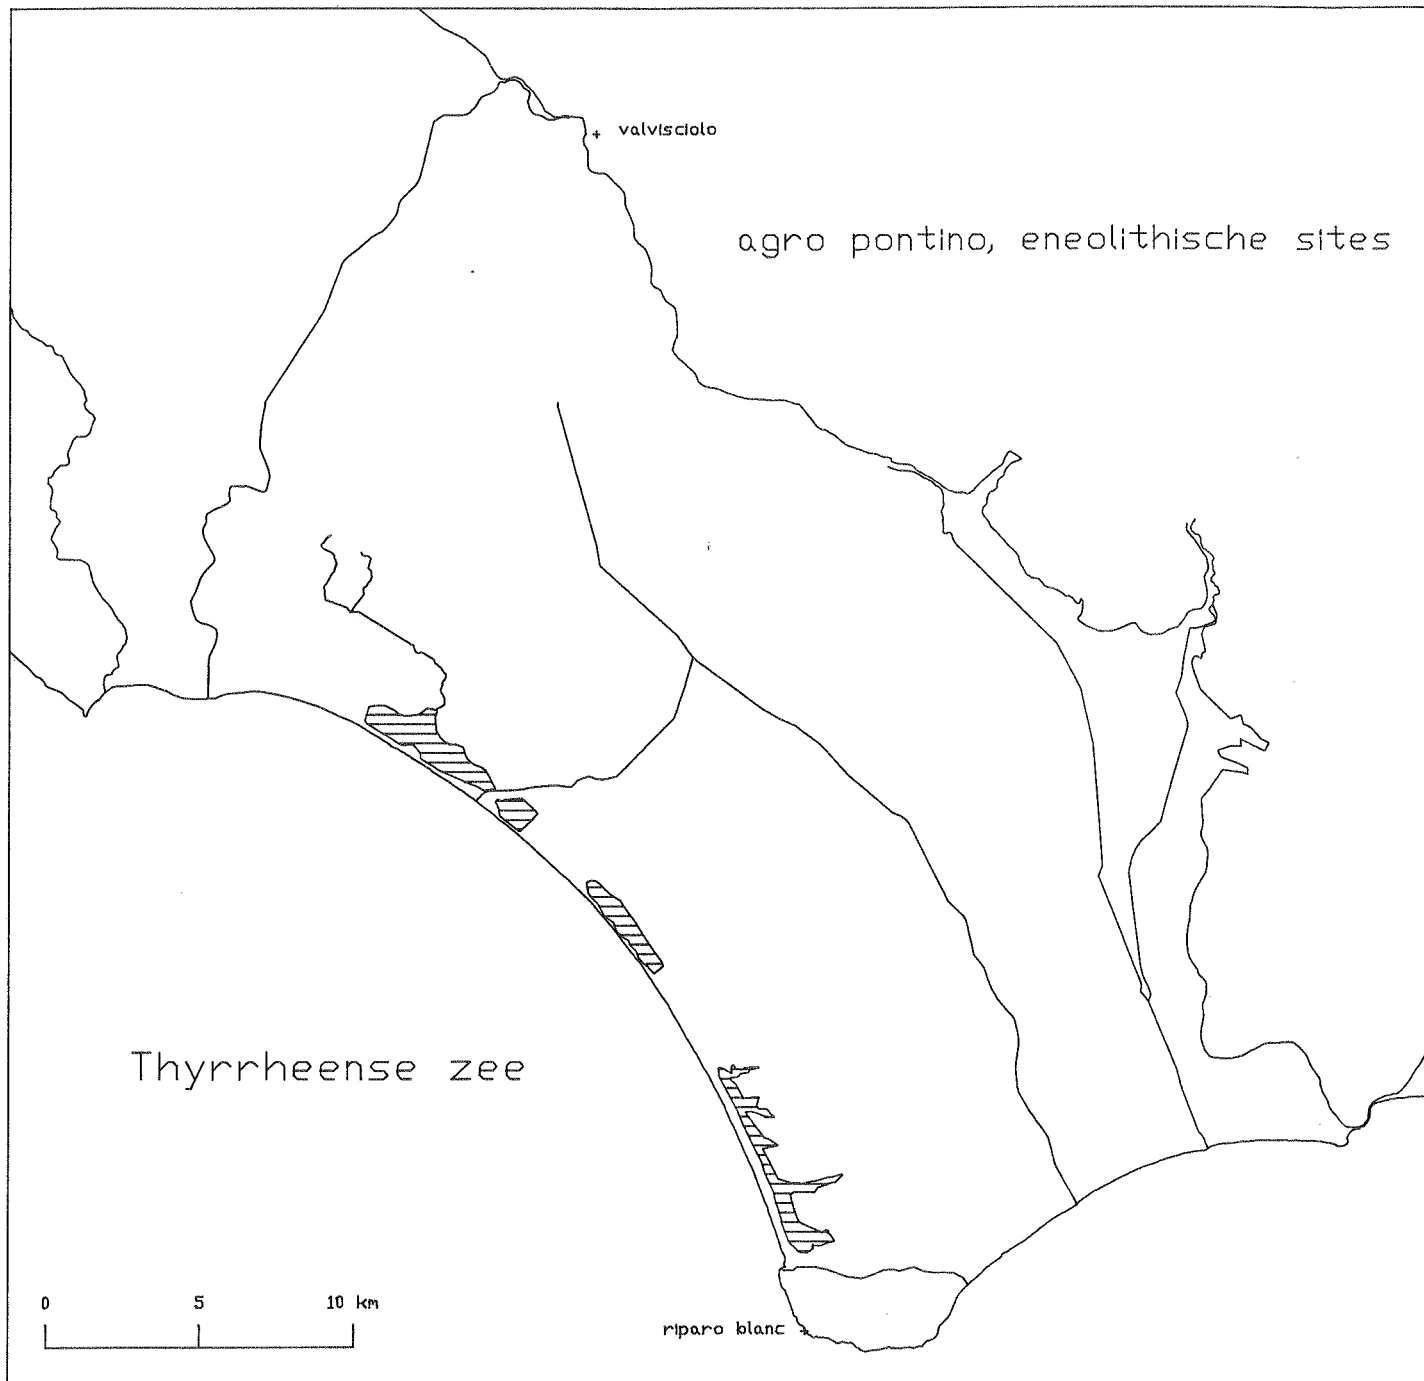 valvisciolo
agro pontino, eneolithische sites
Thyrrheense zee
0 5 10 km
riparo blanc